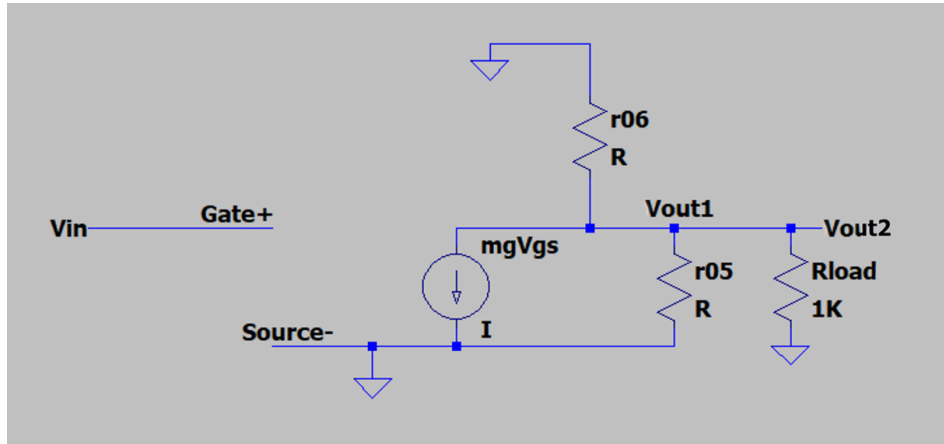 r06
R
Vout1
Vin
Gate+
Vout2
mgVgs
r05
R
Rload
1K
Source-
I